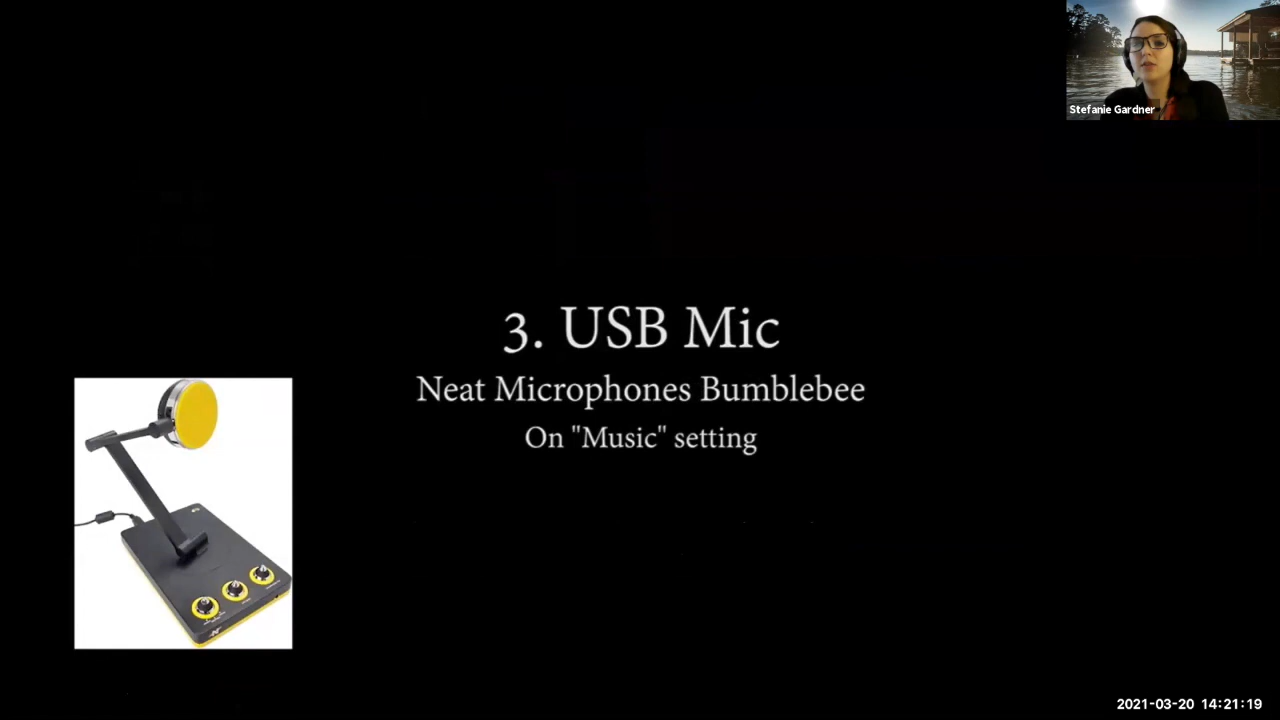 Stefanie Gardner
3. USB Mic
Neat Microphones Bumblebee
On "Music" setting
2021-03-20 14:21:19